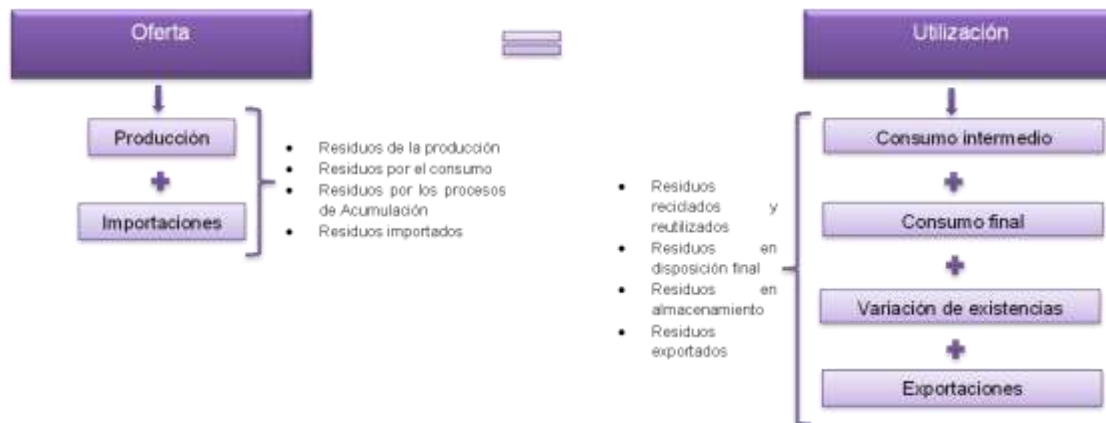 Oferta
Producción
Importaciones
• Residuos de la producción
• Residuos por el consumo
• Residuos por los procesos
de Acumulación
• Residuos importados
Utilización
• Residuos
reciclados y
reutilizados
• Residuos en
disposición final
• Residuos en
almacenamiento
• Residuos
exportados
Consumo intermedio
Consumo final
Variación de existencias
Exportaciones